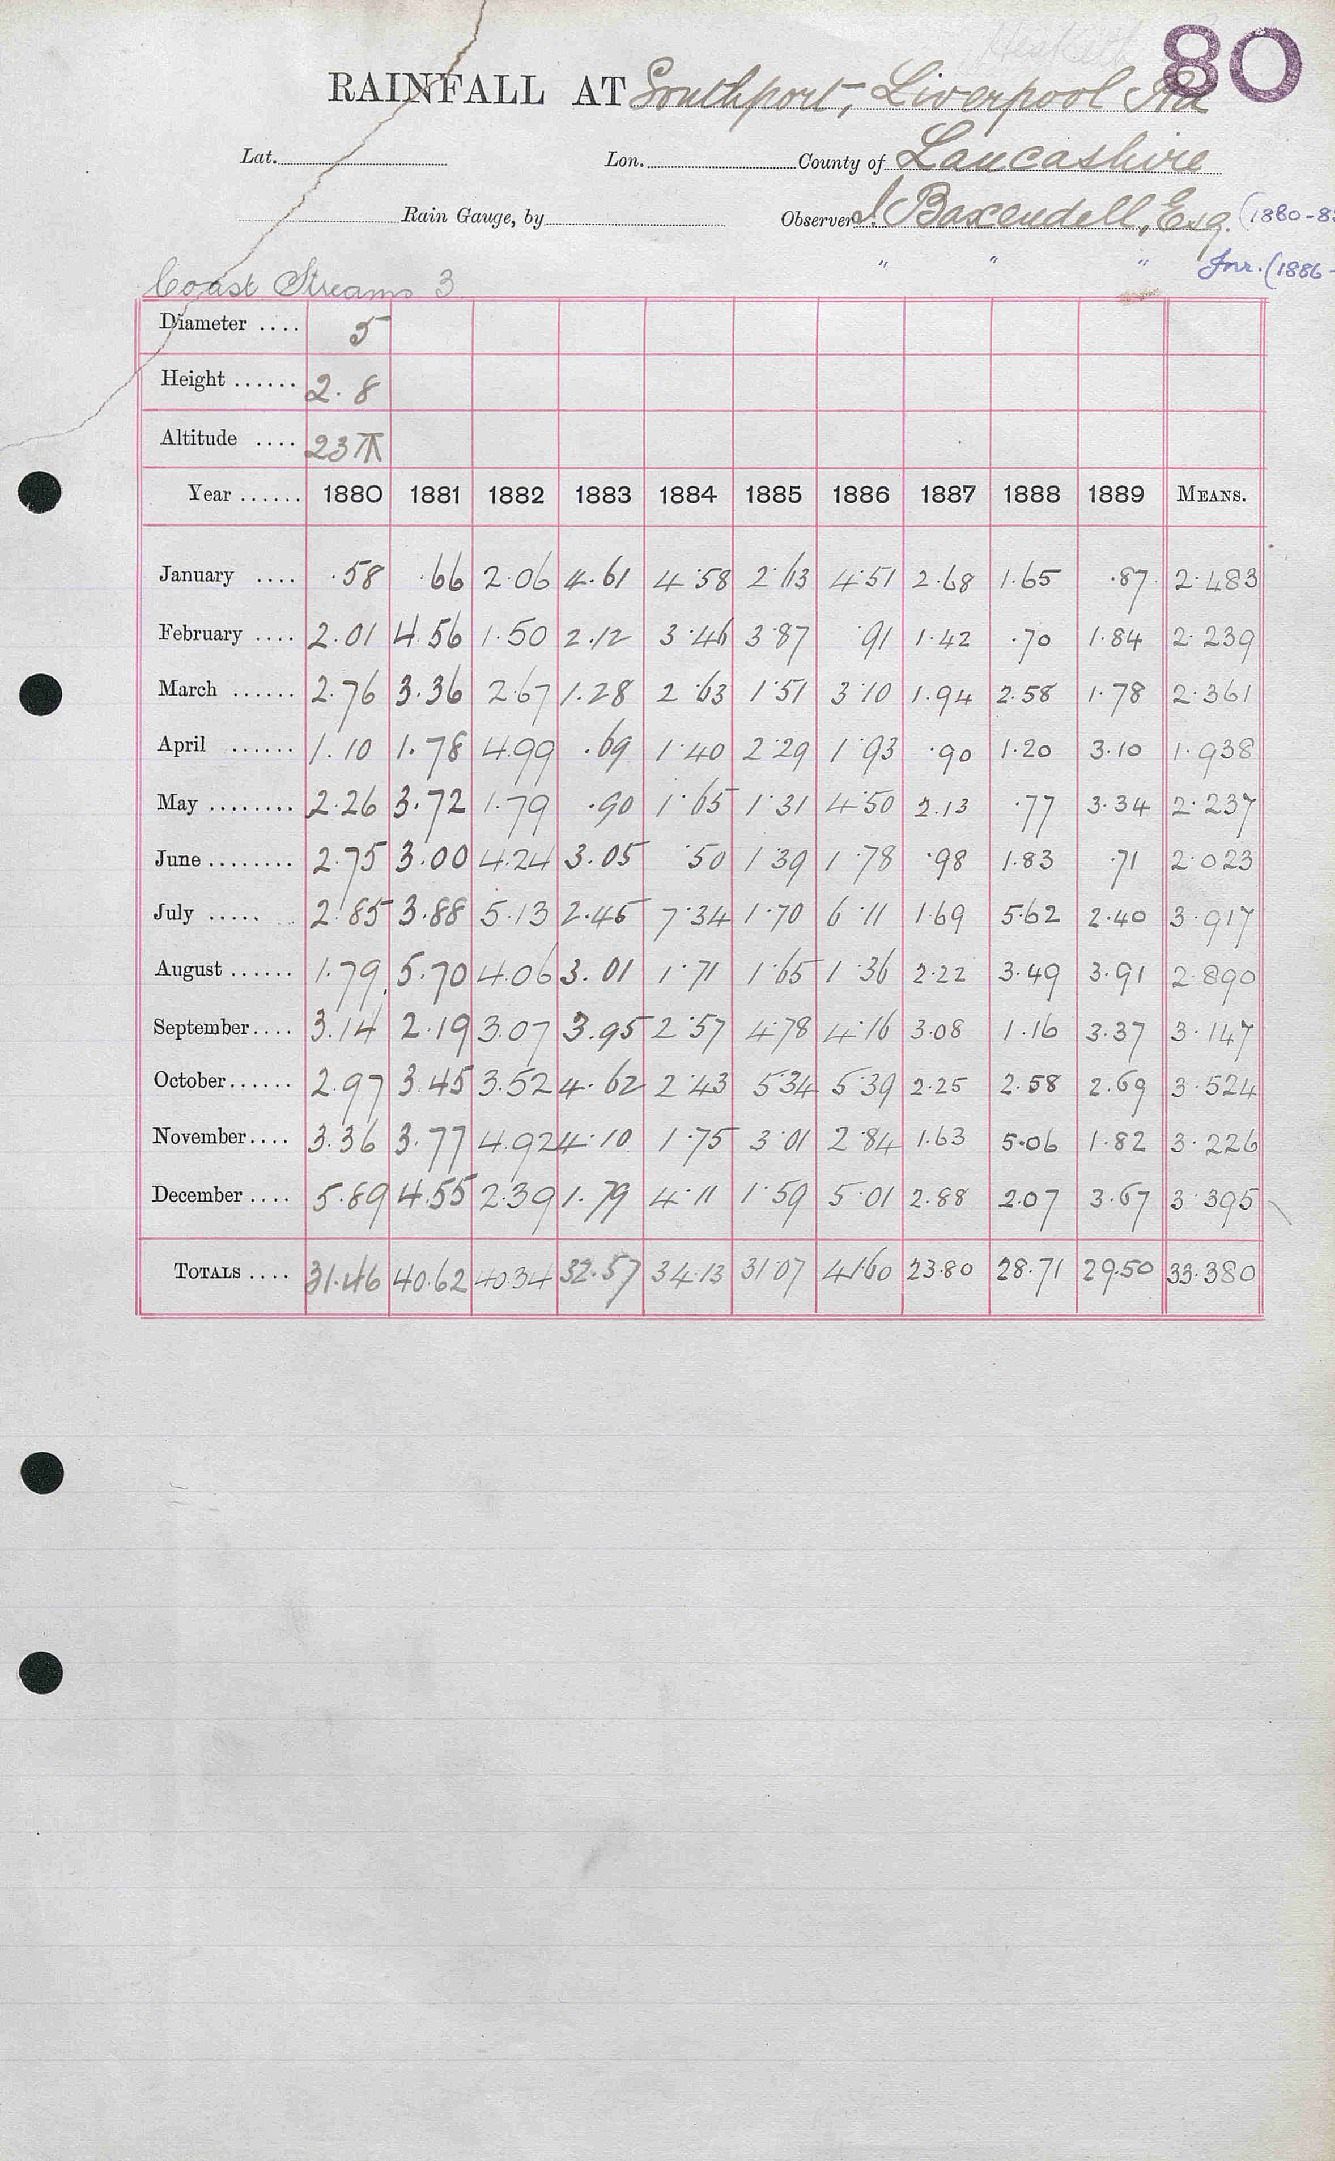 80
RAINFALL AT Southport, Liverpool Rd
Lat. Lon. County of Lancashire
Rain Gauge, by Observer J. Baxendell, Esq. (1880-85
" " " Jnr. (1886-
Coast Streams 3
Diameter .... 5
Height ...... 2.8
Altitude .... 23
Year ...... 1880 1881 1882 1883 1884 1885 1886 1887 1888 1889 MEANS.
January .... .58 .66 2.06 4.61 4.58 2.63 4.51 2.68 1.65 .87 2.483
February .... 2.01 4.56 1.50 2.12 3.46 3.87 .91 1.42 .70 1.84 2.239
March ...... 2.76 3.36 2.67 1.28 2.63 1.51 3.10 1.94 2.58 1.78 2.361
April ...... 1.10 1.78 4.99 .69 1.40 2.29 1.93 .90 1.20 3.10 1.938
May ........ 2.26 3.72 1.79 .90 1.65 1.31 4.50 2.13 .77 3.34 2.237
June ........ 2.75 3.00 4.24 3.05 .50 1.39 1.78 .98 1.83 .71 2.023
July ..... 2.85 3.88 5.13 2.45 7.34 1.70 6.11 1.69 5.62 2.40 3.917
August ...... 1.79 5.70 4.06 3.01 1.71 1.65 1.36 2.22 3.49 3.91 2.890
September .... 3.14 2.19 3.07 3.95 2.57 4.78 4.16 3.08 1.16 3.37 3.147
October ...... 2.97 3.45 3.52 4.62 2.43 5.34 5.39 2.25 2.58 2.69 3.524
November .... 3.36 3.77 4.92 4.10 1.75 3.01 2.84 1.63 5.06 1.82 3.226
December .... 5.89 4.55 2.39 1.79 4.11 1.59 5.01 2.88 2.07 3.67 3.395
TOTALS .... 31.46 40.62 40.34 32.57 34.13 31.07 41.60 23.80 28.71 29.50 33.380